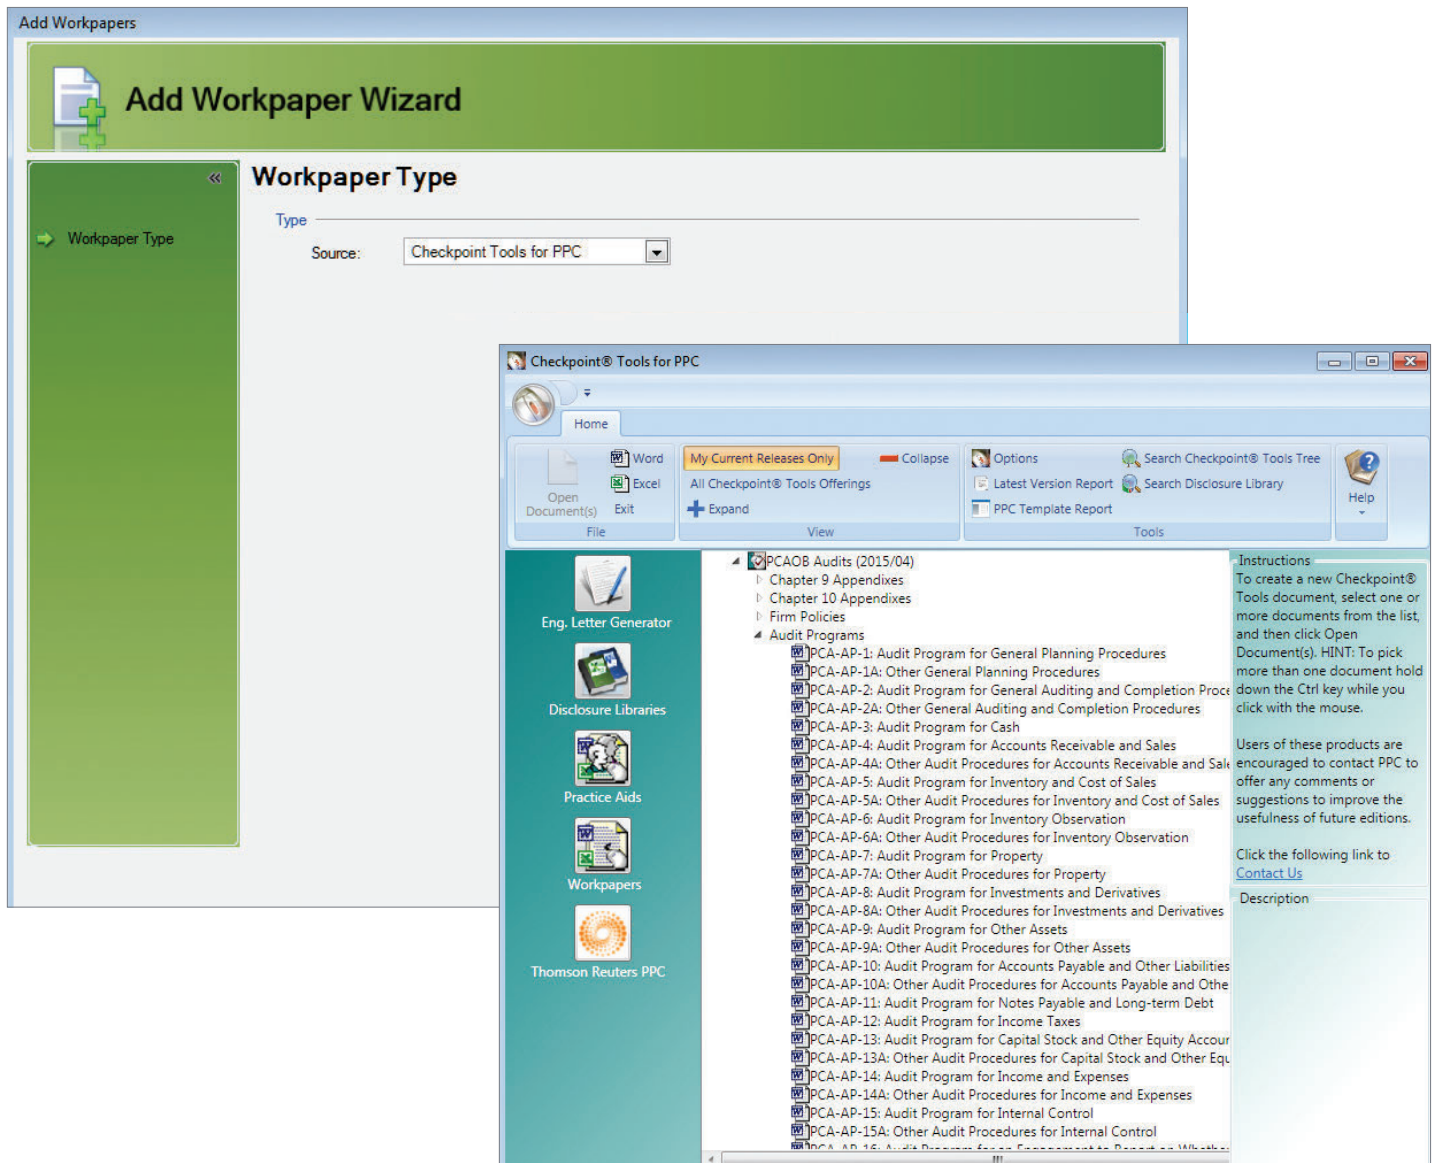 Add Workpapers
Add Workpaper Wizard
Workpaper Type
Workpaper Type
Type
Source:
Checkpoint Tools for PPC
Checkpoint® Tools for PPC
Home
Open
Document(s)
Word
Excel
Exit
File
My Current Releases Only
Collapse
All Checkpoint® Tools Offerings
Expand
View
Options
Search Checkpoint® Tools Tree
Latest Version Report
Search Disclosure Library
PPC Template Report
Tools
Help
Eng. Letter Generator
Disclosure Libraries
Practice Aids
Workpapers
Thomson Reuters PPC
PCAOB Audits (2015/04)
Chapter 9 Appendixes
Chapter 10 Appendixes
Firm Policies
Audit Programs
PCA-AP-1: Audit Program for General Planning Procedures
PCA-AP-1A: Other General Planning Procedures
PCA-AP-2: Audit Program for General Auditing and Completion Proce
PCA-AP-2A: Other General Auditing and Completion Procedures
PCA-AP-3: Audit Program for Cash
PCA-AP-4: Audit Program for Accounts Receivable and Sales
PCA-AP-4A: Other Audit Procedures for Accounts Receivable and Sale
PCA-AP-5: Audit Program for Inventory and Cost of Sales
PCA-AP-5A: Other Audit Procedures for Inventory and Cost of Sales
PCA-AP-6: Audit Program for Inventory Observation
PCA-AP-6A: Other Audit Procedures for Inventory Observation
PCA-AP-7: Audit Program for Property
PCA-AP-7A: Other Audit Procedures for Property
PCA-AP-8: Audit Program for Investments and Derivatives
PCA-AP-8A: Other Audit Procedures for Investments and Derivatives
PCA-AP-9: Audit Program for Other Assets
PCA-AP-9A: Other Audit Procedures for Other Assets
PCA-AP-10: Audit Program for Accounts Payable and Other Liabilities
PCA-AP-10A: Other Audit Procedures for Accounts Payable and Othe
PCA-AP-11: Audit Program for Notes Payable and Long-term Debt
PCA-AP-12: Audit Program for Income Taxes
PCA-AP-13: Audit Program for Capital Stock and Other Equity Accour
PCA-AP-13A: Other Audit Procedures for Capital Stock and Other Equ
PCA-AP-14: Audit Program for Income and Expenses
PCA-AP-14A: Other Audit Procedures for Income and Expenses
PCA-AP-15: Audit Program for Internal Control
PCA-AP-15A: Other Audit Procedures for Internal Control
PCA-AP-16: Audit Program for an Engagement to Report on Whethe
Instructions
To create a new Checkpoint®
Tools document, select one or
more documents from the list,
and then click Open
Document(s). HINT: To pick
more than one document hold
down the Ctrl key while you
click with the mouse.
Users of these products are
encouraged to contact PPC to
offer any comments or
suggestions to improve the
usefulness of future editions.
Click the following link to
Contact Us
Description